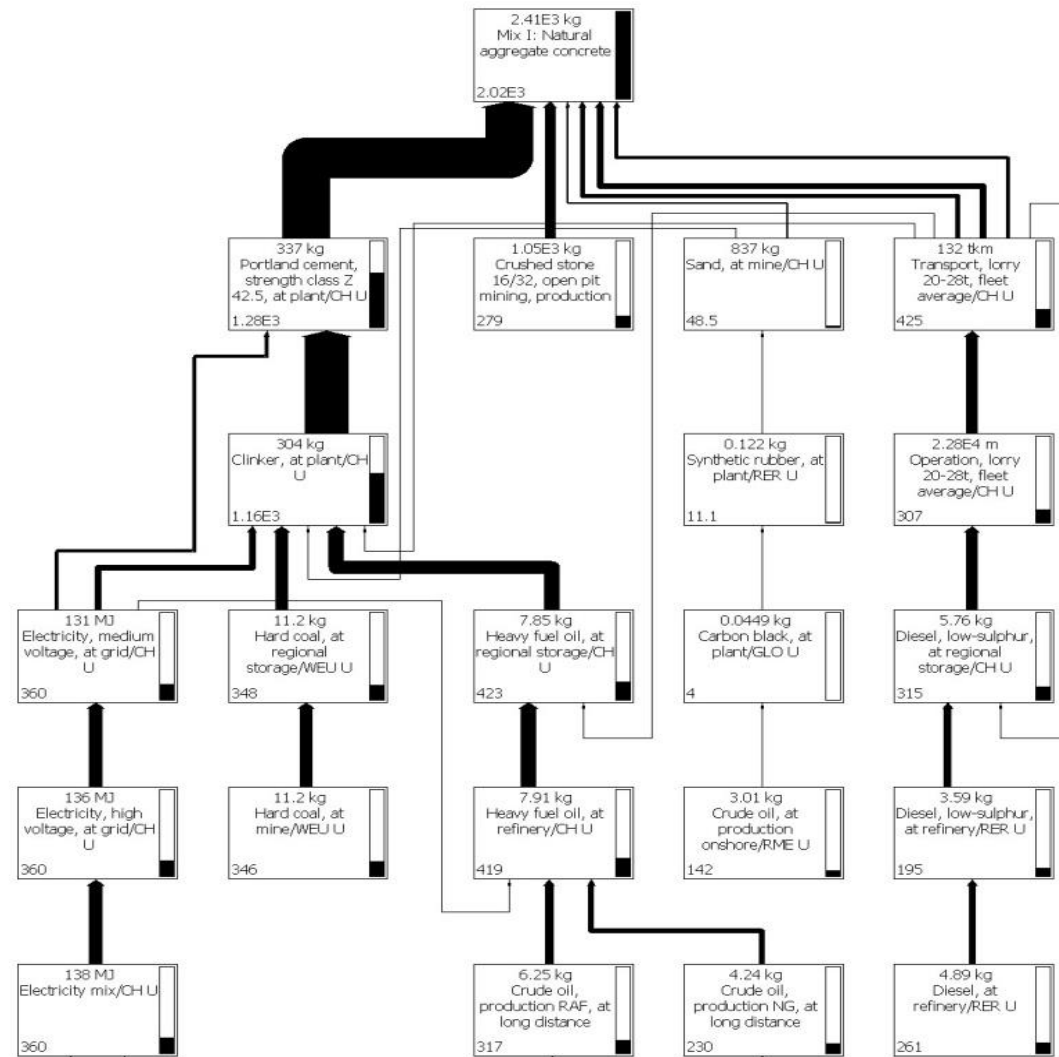 2.41E3 kg
Mix I: Natural
aggregate concrete
2.02E3
337 kg
Portland cement,
strength class Z
42.5, at plant/CH U
1.28E3
1.05E3 kg
Crushed stone
16/32, open pit
mining, production
279
837 kg
Sand, at mine/CH U
48.5
132 tkm
Transport, lorry
20-28t, fleet
average/CH U
425
304 kg
Clinker, at plant/CH
U
1.16E3
0.122 kg
Synthetic rubber, at
plant/RER U
11.1
2.28E4 m
Operation, lorry
20-28t, fleet
average/CH U
307
131 MJ
Electricity, medium
voltage, at grid/CH
U
360
11.2 kg
Hard coal, at
regional
storage/WEU U
348
7.85 kg
Heavy fuel oil, at
regional storage/CH
U
423
0.0449 kg
Carbon black, at
plant/GLO U
4
5.76 kg
Diesel, low-sulphur,
at regional
storage/CH U
315
136 MJ
Electricity, high
voltage, at grid/CH
U
360
11.2 kg
Hard coal, at
mine/WEU U
346
7.91 kg
Heavy fuel oil, at
refinery/CH U
419
3.01 kg
Crude oil, at
production
onshore/RME U
142
3.59 kg
Diesel, low-sulphur,
at refinery/RER U
195
138 MJ
Electricity mix/CH U
360
6.25 kg
Crude oil,
production RAF, at
long distance
317
4.24 kg
Crude oil,
production NG, at
long distance
230
4.89 kg
Diesel, at
refinery/RER U
261